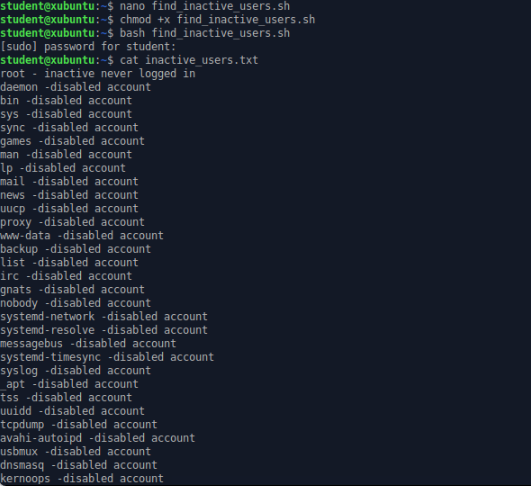 student@xubuntu:~$ nano find_inactive_users.sh
student@xubuntu:~$ chmod +x find_inactive_users.sh
student@xubuntu:~$ bash find_inactive_users.sh
[sudo] password for student:
student@xubuntu:~$ cat inactive_users.txt
root - inactive never logged in
daemon -disabled account
bin -disabled account
sys -disabled account
sync -disabled account
games -disabled account
man -disabled account
lp -disabled account
mail -disabled account
news -disabled account
uucp -disabled account
proxy -disabled account
www-data -disabled account
backup -disabled account
list -disabled account
irc -disabled account
gnats -disabled account
nobody -disabled account
systemd-network -disabled account
systemd-resolve -disabled account
messagebus -disabled account
systemd-timesync -disabled account
syslog -disabled account
_apt -disabled account
tss -disabled account
uuidd -disabled account
tcpdump -disabled account
avahi-autoipd -disabled account
usbmux -disabled account
dnsmasq -disabled account
kernoops -disabled account